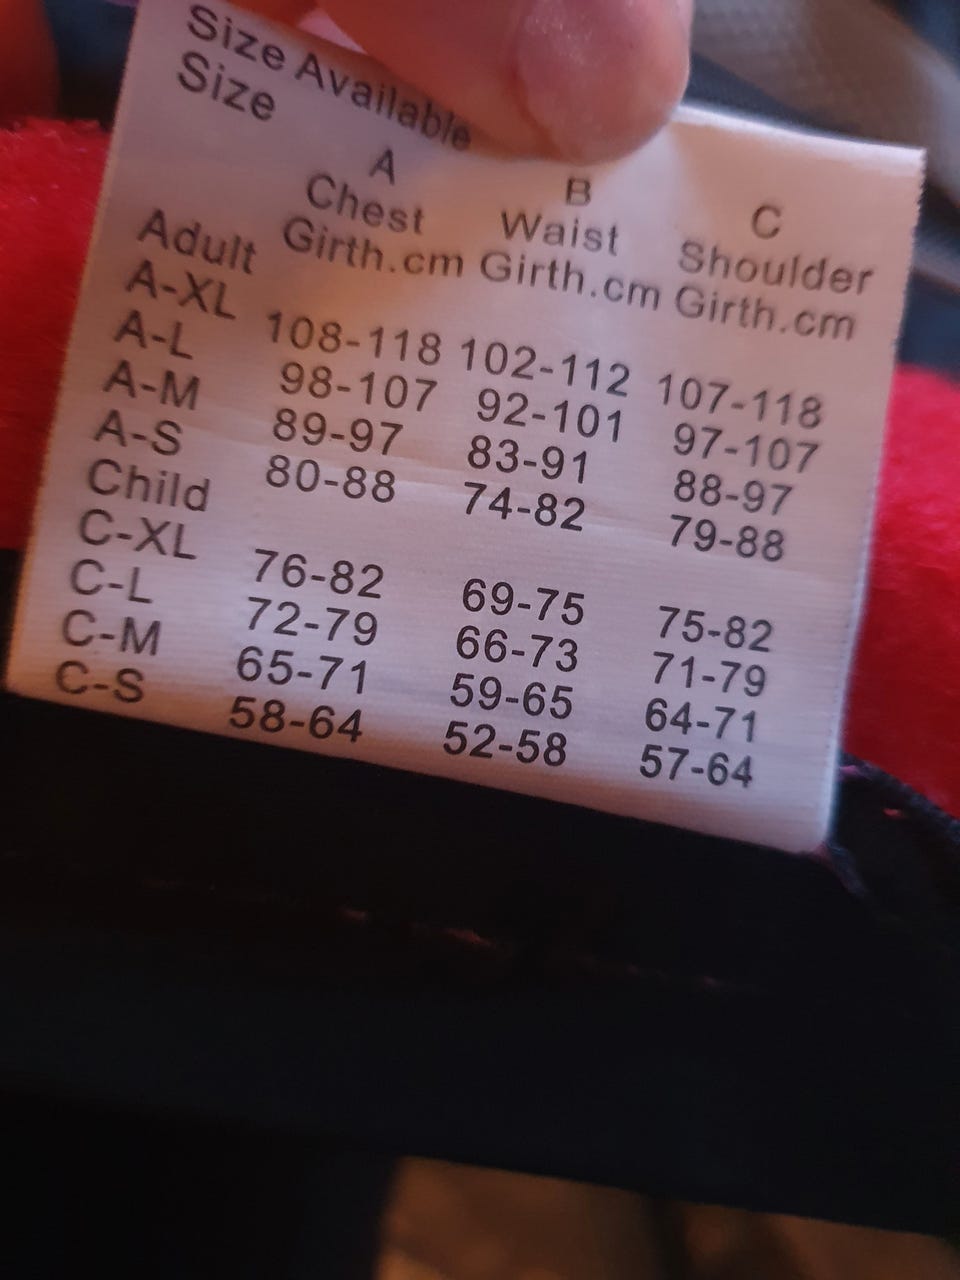 Size Available
Size
A B C
Chest Waist Shoulder
Adult Girth.cm Girth.cm Girth.cm
A-XL 108-118 102-112 107-118
A-L 98-107 92-101 97-107
A-M 89-97 83-91 88-97
A-S 80-88 74-82 79-88
Child
C-XL 76-82 69-75 75-82
C-L 72-79 66-73 71-79
C-M 65-71 59-65 64-71
C-S 58-64 52-58 57-64